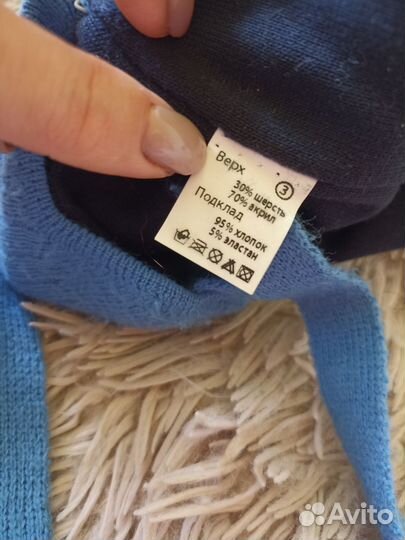 Верх
3
30% шерсть
70% акрил
Подклад
95% хлопок
5% эластан
Avito